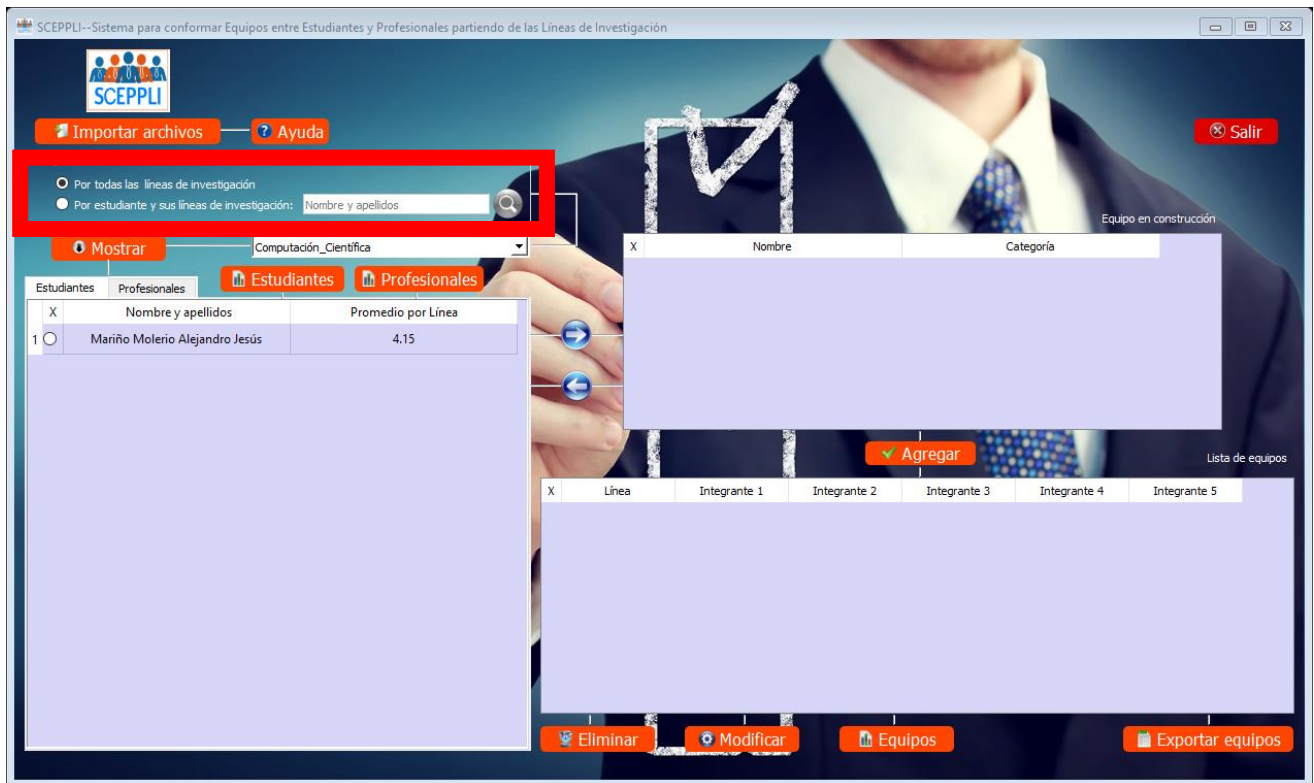 SCEPPLI--Sistema para conformar Equipos entre Estudiantes y Profesionales partiendo de las Líneas de Investigación
SCEPPLI
Importar archivos
Ayuda
Salir
Por todas las líneas de investigación
Por estudiante y sus líneas de investigación: Nombre y apellidos
Mostrar
Computación_Científica
Estudiantes
Profesionales
Estudiantes Profesionales
X Nombre y apellidos Promedio por Línea
1 Mariño Molerio Alejandro Jesús 4.15
Equipo en construcción
X Nombre Categoría
Agregar
Lista de equipos
X Línea Integrante 1 Integrante 2 Integrante 3 Integrante 4 Integrante 5
Eliminar
Modificar
Equipos
Exportar equipos